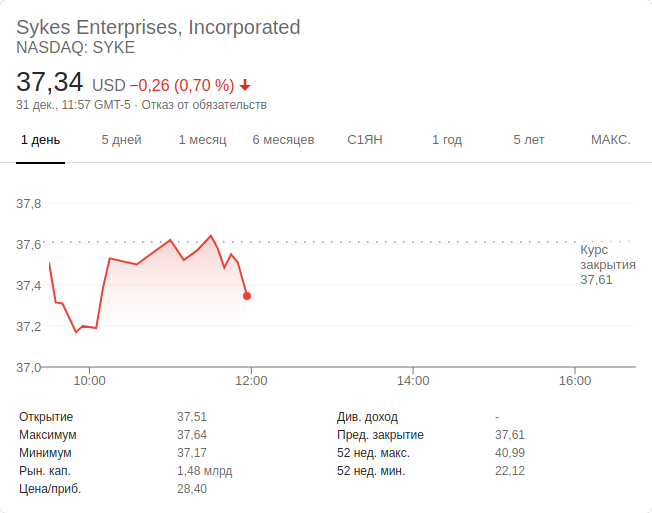 Sykes Enterprises, Incorporated
NASDAQ: SYKE
37,34 USD −0,26 (0,70 %)
31 дек., 11:57 GMT-5 · Отказ от обязательств
1 день 5 дней 1 месяц 6 месяцев С1ЯН 1 год 5 лет МАКС.
37,8
37,6
37,4
37,2
37,0
Курс
закрытия
37,61
10:00 12:00 14:00 16:00
Открытие 37,51 Див. доход -
Максимум 37,64 Пред. закрытие 37,61
Минимум 37,17 52 нед. макс. 40,99
Рын. кап. 1,48 млрд 52 нед. мин. 22,12
Цена/приб. 28,40